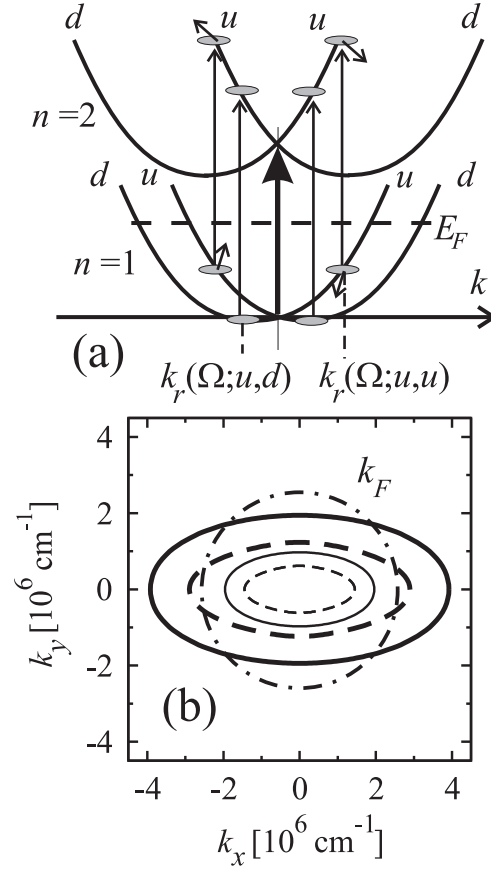 d u u d
n = 2
d u u d
E_F
n = 1
k
(a)
k_r(Ω;u,d) k_r(Ω;u,u)
4
k_F
2
k_y [10^6 cm^-1]
0
-2
(b)
-4
-4 -2 0 2 4
k_x [10^6 cm^-1]